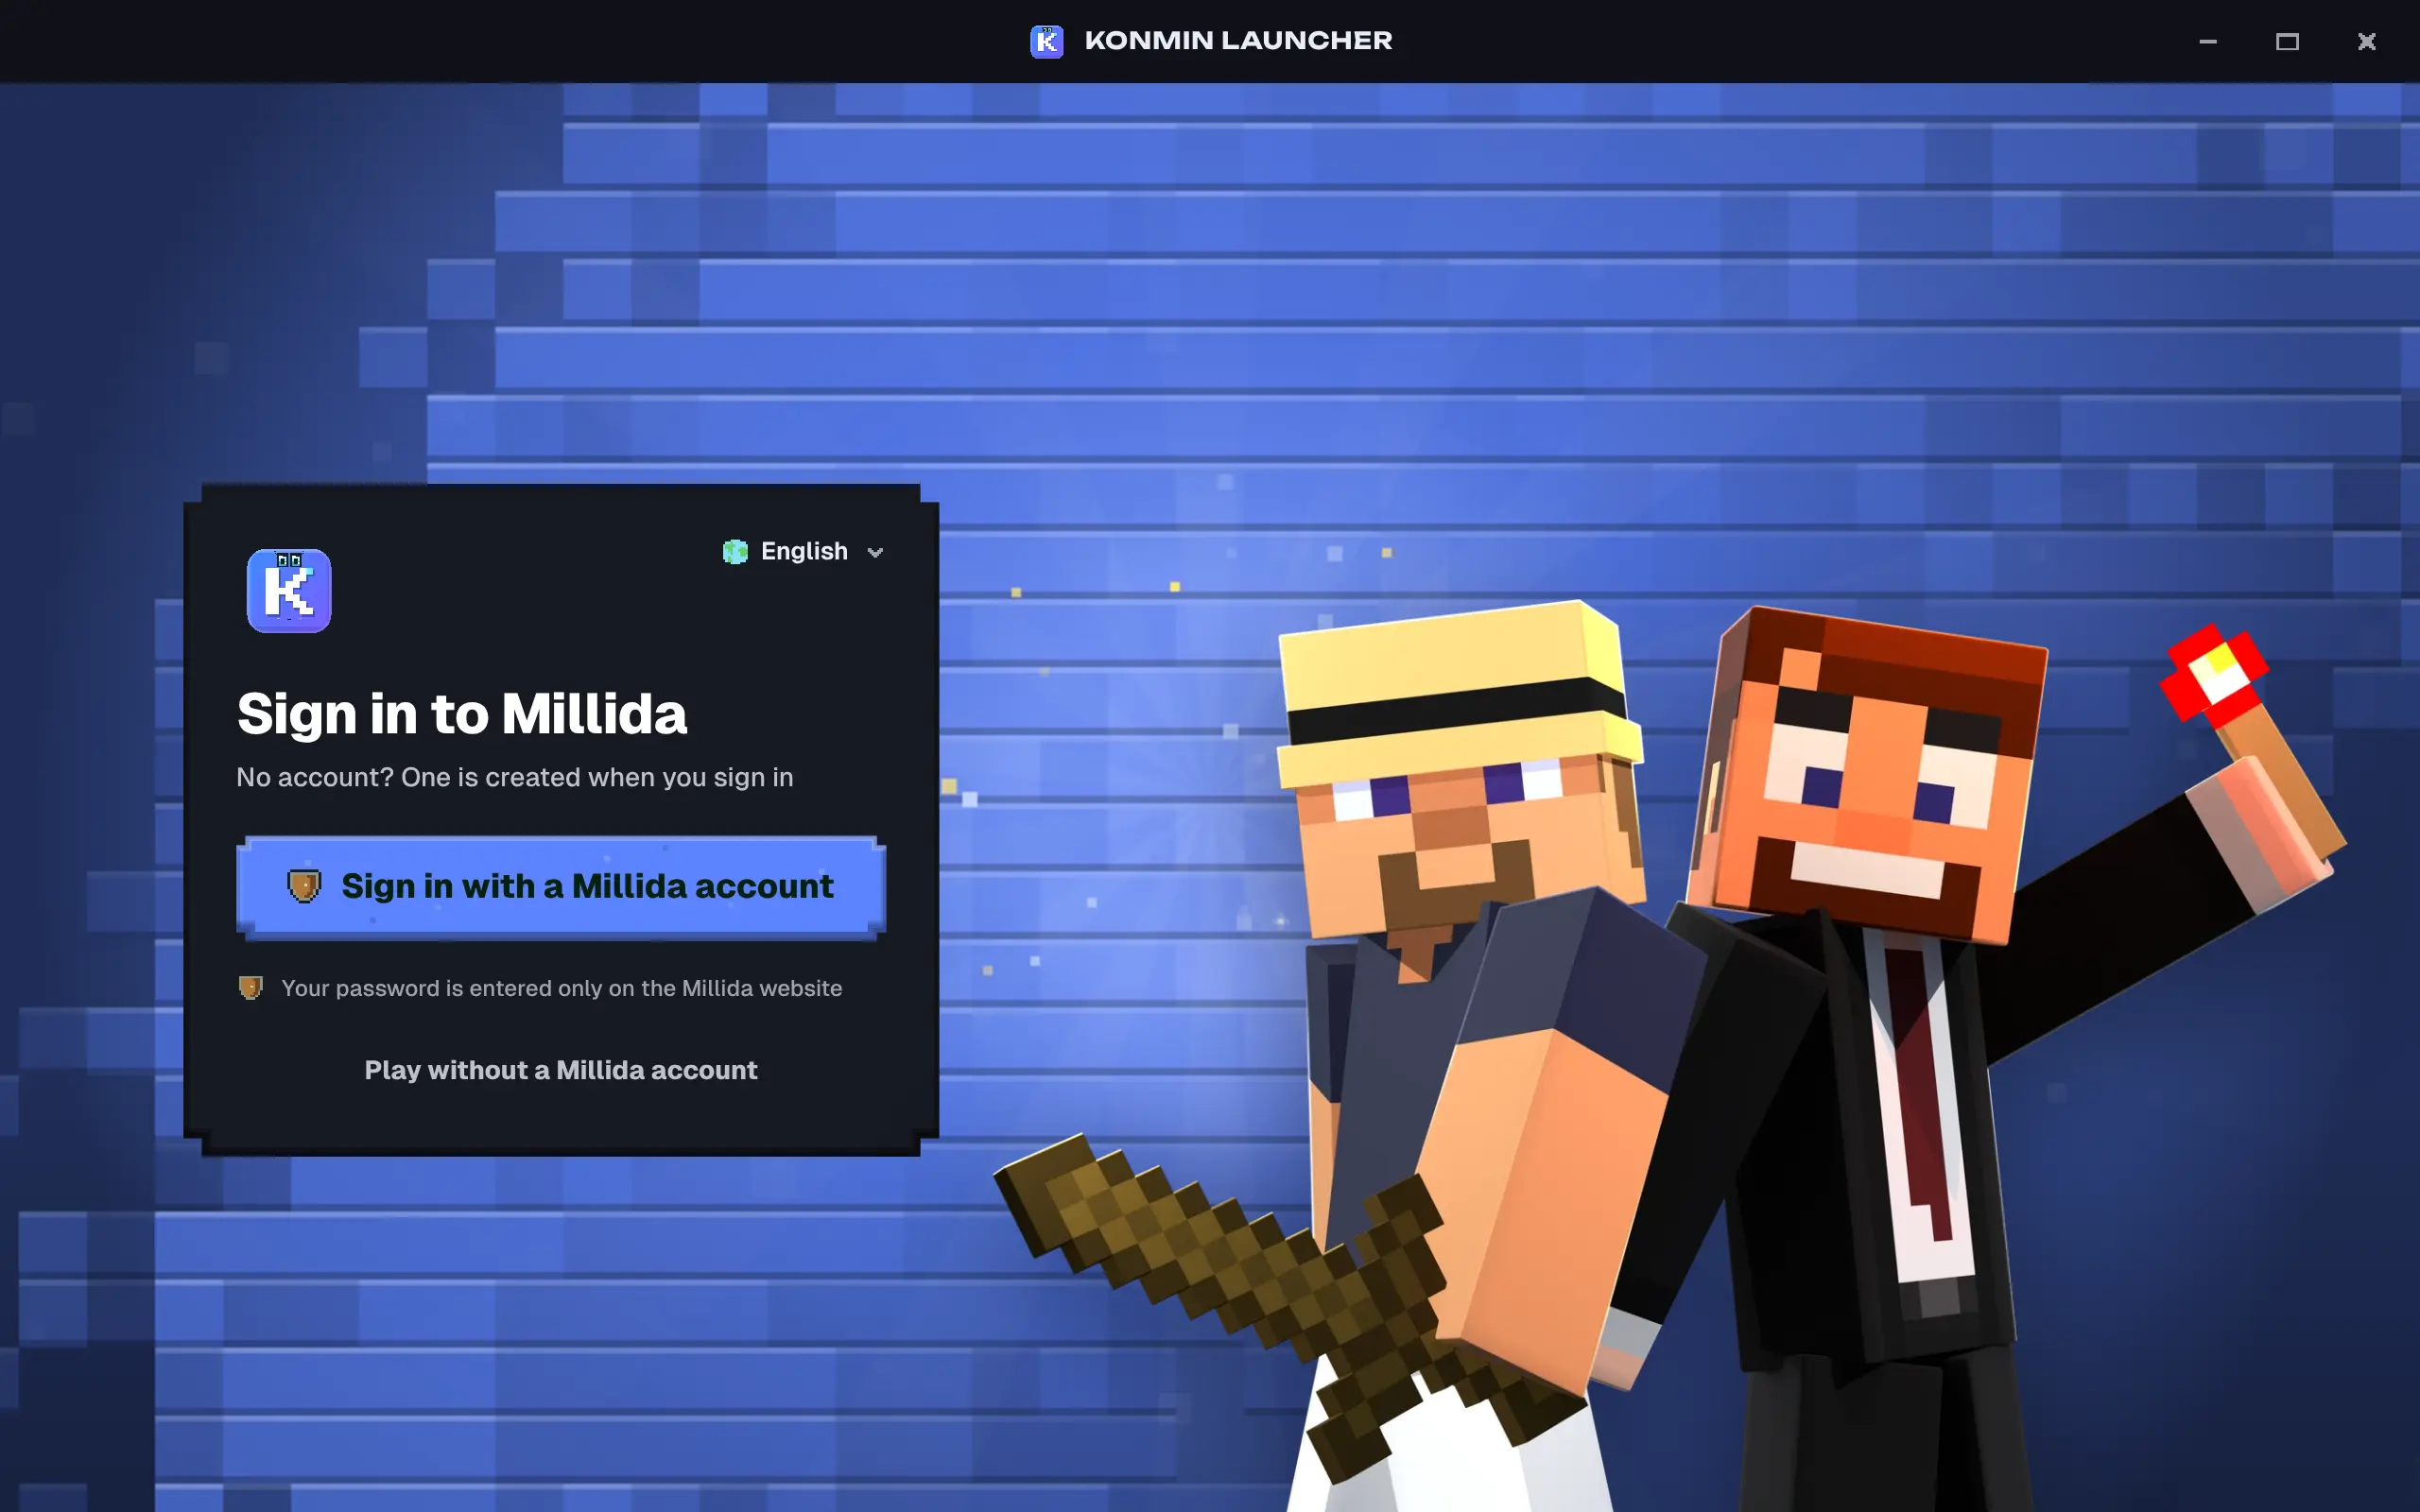 KONMIN LAUNCHER
English
Sign in to Millida
No account? One is created when you sign in
Sign in with a Millida account
Your password is entered only on the Millida website
Play without a Millida account